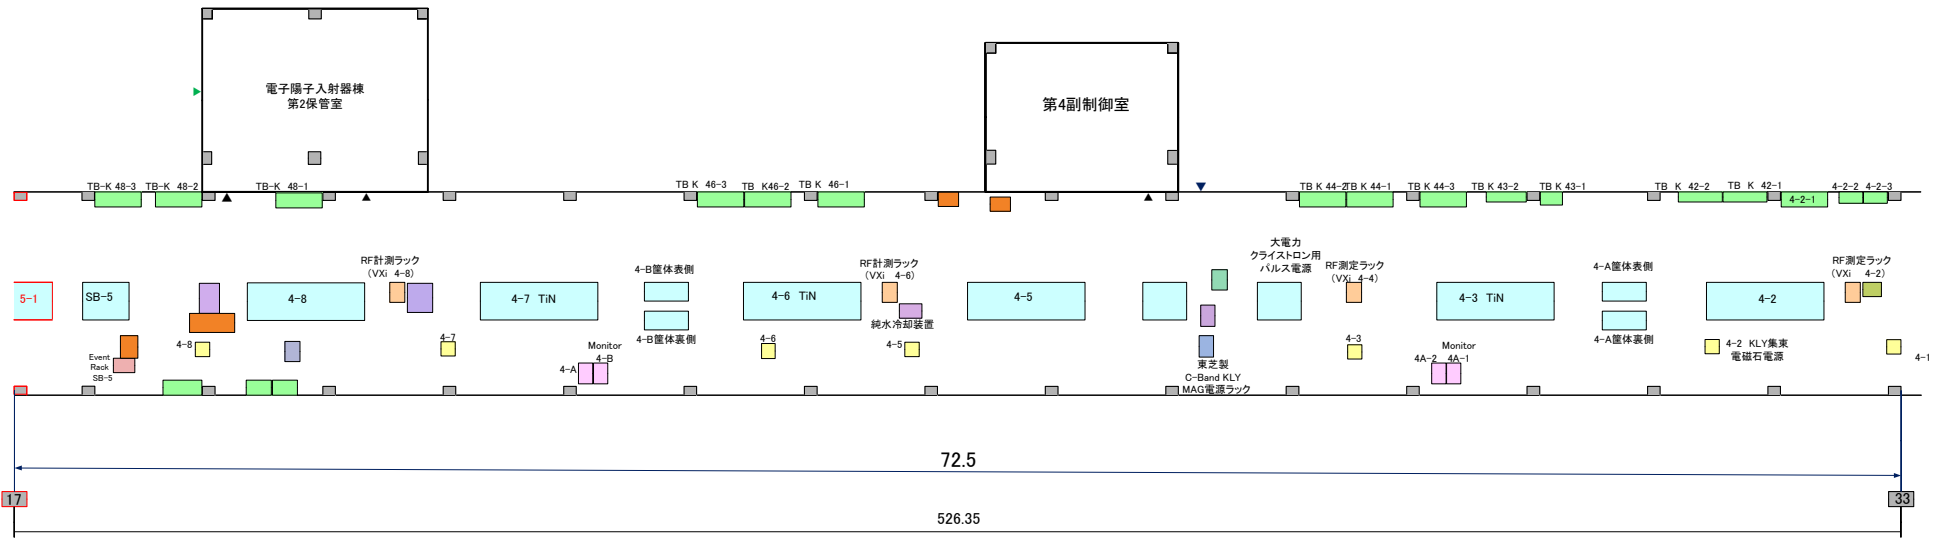 電子陽子入射器棟
第2保管室
第4副制御室
TB-K 48-3
TB-K 48-2
TB-K 48-1
TB K 46-3
TB K46-2
TB K 46-1
TB K 44-2
TB K 44-1
TB K 44-3
TB K 43-2
TB K 43-1
TB K 42-2
TB K 42-1
4-2-1
4-2-2
4-2-3
RF計測ラック
(VXi 4-8)
4-B筐体表側
RF計測ラック
(VXi 4-6)
大電力
クライストロン用
パルス電源
RF測定ラック
(VXi 4-4)
4-A筐体表側
RF測定ラック
(VXi 4-2)
5-1
SB-5
4-8
4-7 TiN
4-6 TiN
4-5
4-3 TiN
4-2
純水冷却装置
4-B筐体裏側
4-A筐体裏側
4-8
4-7
4-6
4-5
4-3
4-2 KLY集束
電磁石電源
4-1
Event
Rack
SB-5
Monitor
4-A
4-B
東芝製
C-Band KLY
MAG電源ラック
Monitor
4A-2
4A-1
72.5
17
33
526.35